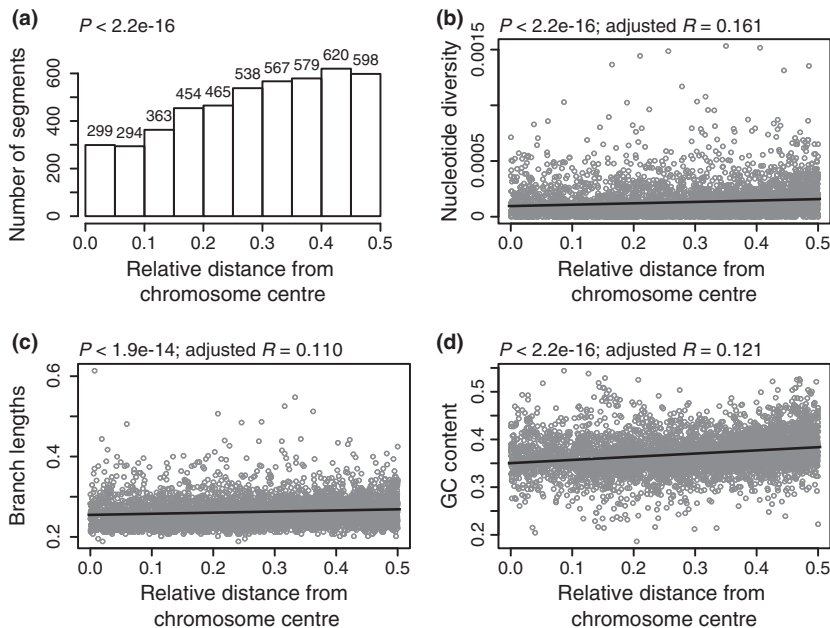 (a)
P < 2.2e-16
Number of segments
600
400
200
0
299
294
363
454
465
538
567
579
620
598
0.0 0.1 0.2 0.3 0.4 0.5
Relative distance from
chromosome centre
(b)
P < 2.2e-16; adjusted R = 0.161
Nucleotide diversity
0.0015
0.0005
0
0.0 0.1 0.2 0.3 0.4 0.5
Relative distance from
chromosome centre
(c)
P < 1.9e-14; adjusted R = 0.110
Branch lengths
0.6
0.4
0.2
0.0 0.1 0.2 0.3 0.4 0.5
Relative distance from
chromosome centre
(d)
P < 2.2e-16; adjusted R = 0.121
GC content
0.5
0.4
0.3
0.2
0.0 0.1 0.2 0.3 0.4 0.5
Relative distance from
chromosome centre